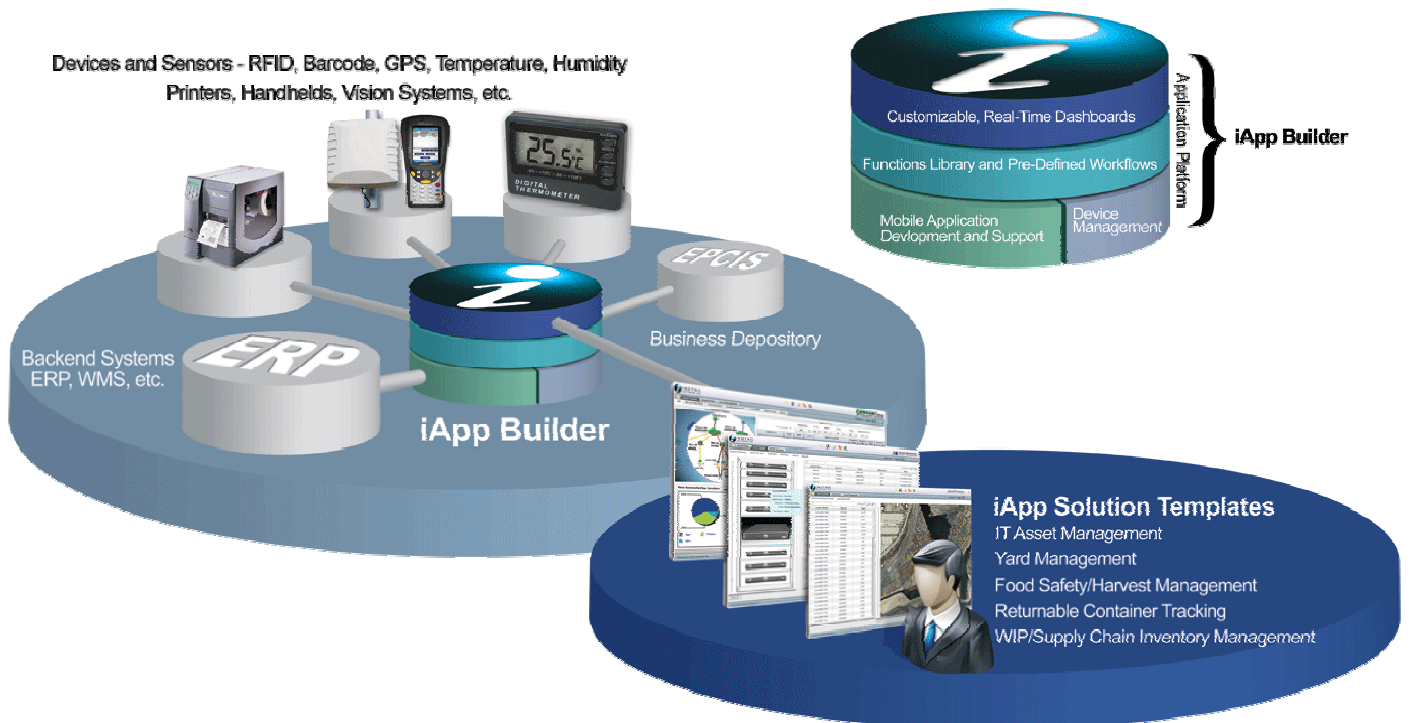 Devices and Sensors - RFID, Barcode, GPS, Temperature, Humidity
Printers, Handhelds, Vision Systems, etc.
25.5°C
DIGITAL
THERMOMETER
EPCIS
Business Depository
Backend Systems
ERP, WMS, etc.
ERP
i
iApp Builder
i
Customizable, Real-Time Dashboards
Functions Library and Pre-Defined Workflows
Mobile Application
Devlopment and Support
Device
Management
Application Platform
iApp Builder
iApp Solution Templates
IT Asset Management
Yard Management
Food Safety/Harvest Management
Returnable Container Tracking
WIP/Supply Chain Inventory Management